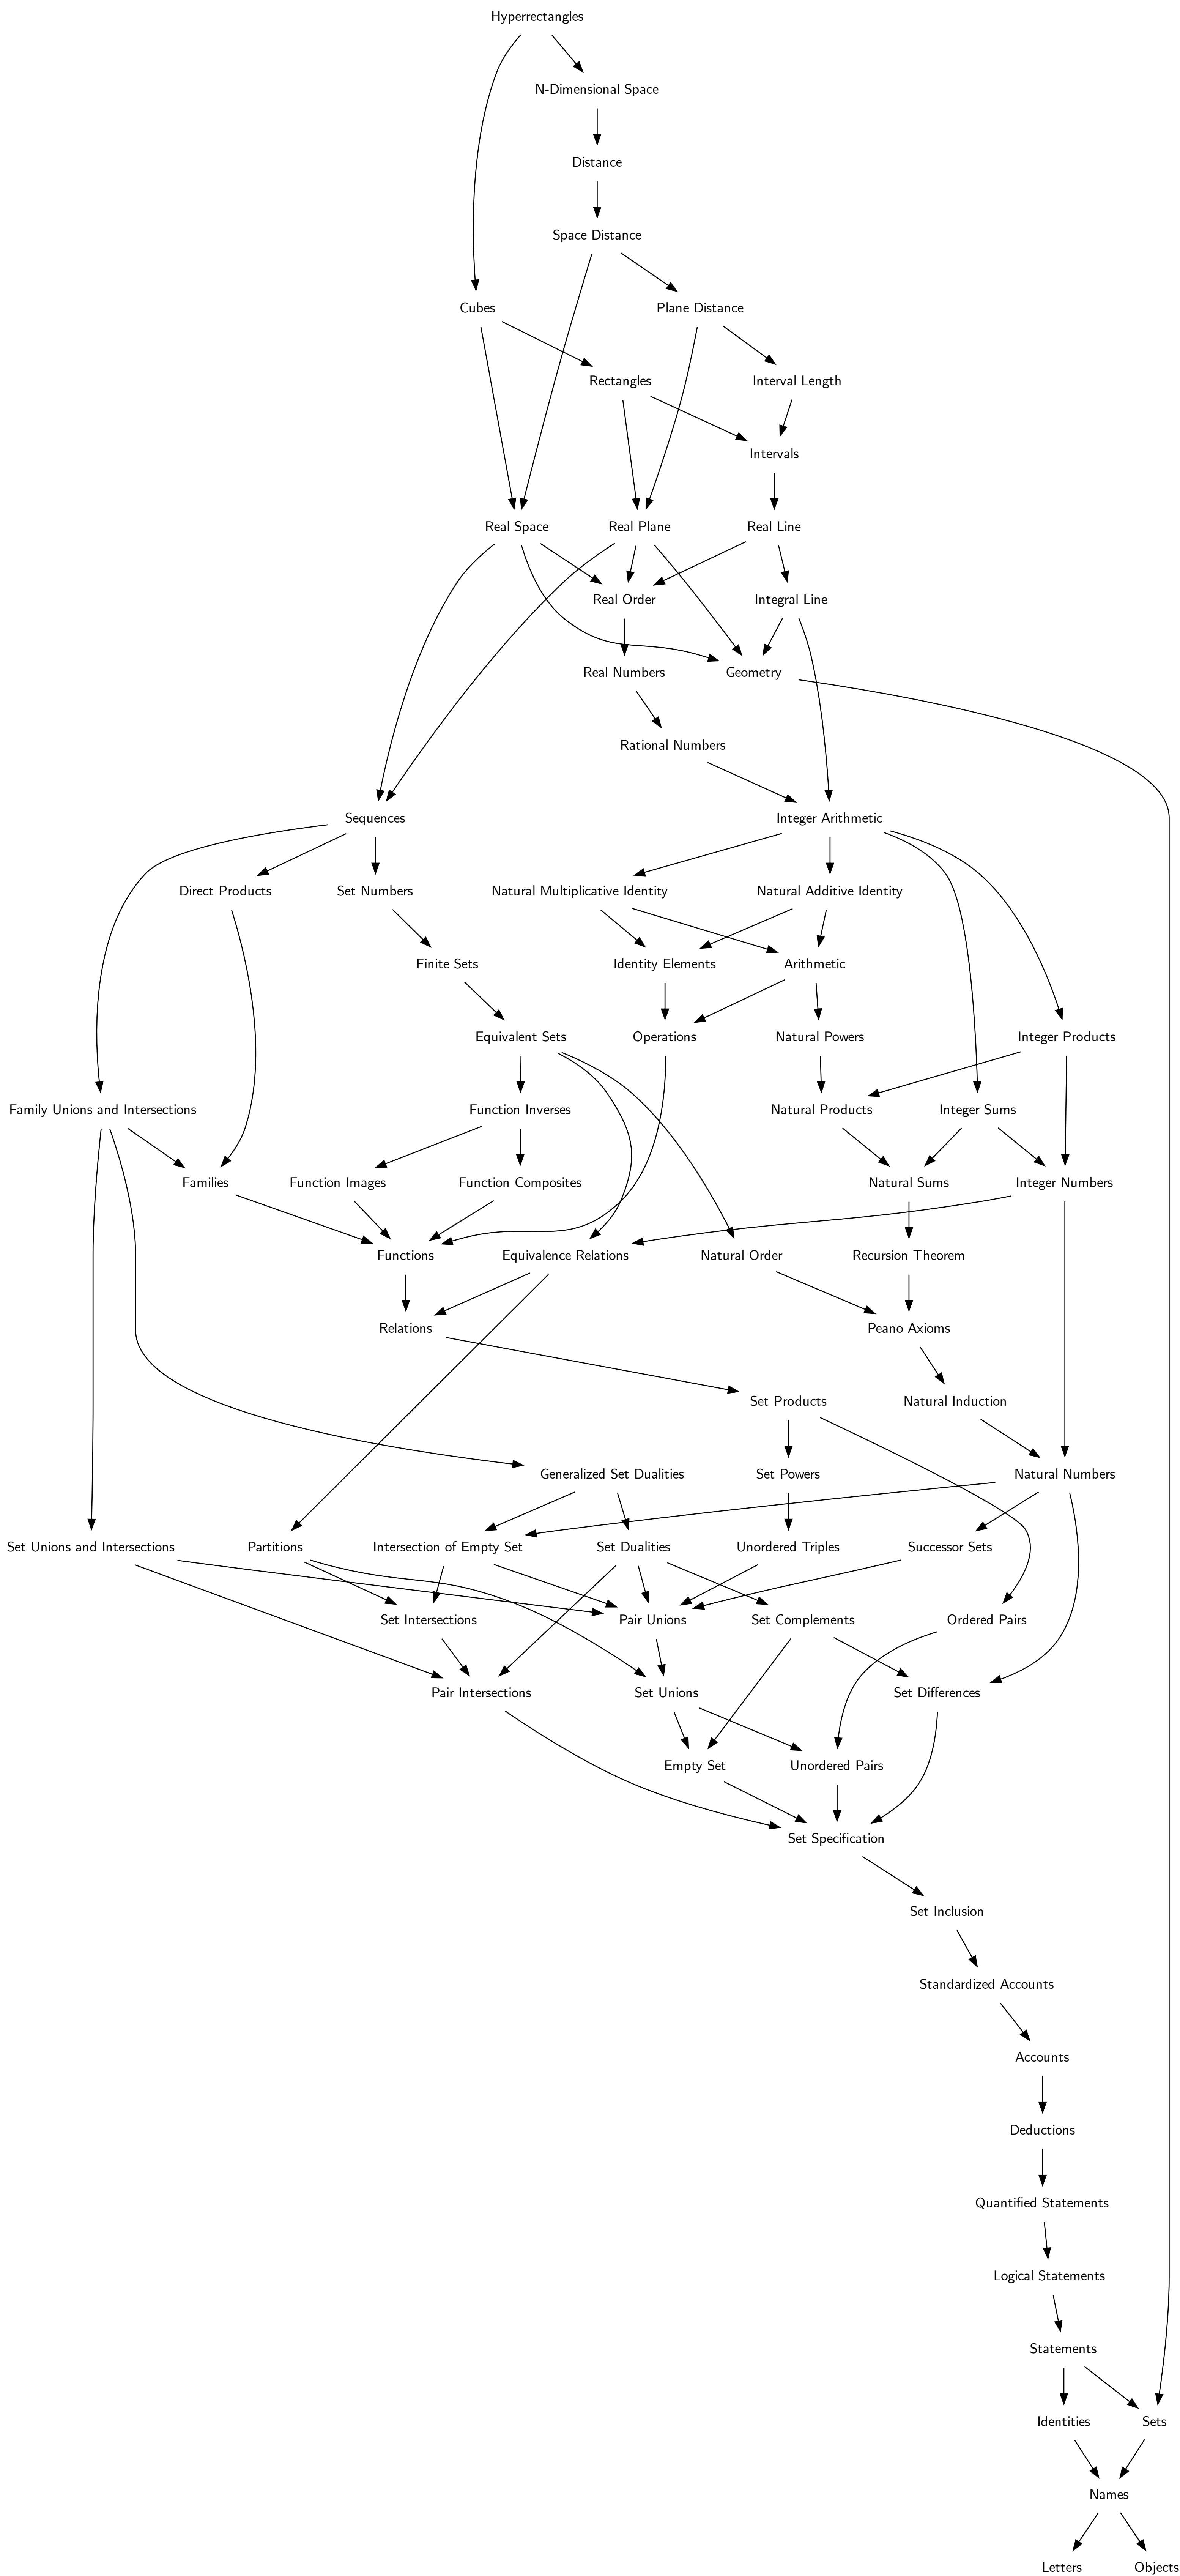 Hyperrectangles
N-Dimensional Space
Distance
Space Distance
Cubes
Plane Distance
Rectangles
Interval Length
Intervals
Real Space
Real Plane
Real Line
Real Order
Integral Line
Real Numbers
Geometry
Rational Numbers
Sequences
Integer Arithmetic
Direct Products
Set Numbers
Natural Multiplicative Identity
Natural Additive Identity
Finite Sets
Identity Elements
Arithmetic
Equivalent Sets
Operations
Natural Powers
Integer Products
Family Unions and Intersections
Function Inverses
Natural Products
Integer Sums
Families
Function Images
Function Composites
Natural Sums
Integer Numbers
Functions
Equivalence Relations
Natural Order
Recursion Theorem
Relations
Peano Axioms
Set Products
Natural Induction
Generalized Set Dualities
Set Powers
Natural Numbers
Set Unions and Intersections
Partitions
Intersection of Empty Set
Set Dualities
Unordered Triples
Successor Sets
Set Intersections
Pair Unions
Set Complements
Ordered Pairs
Pair Intersections
Set Unions
Set Differences
Empty Set
Unordered Pairs
Set Specification
Set Inclusion
Standardized Accounts
Accounts
Deductions
Quantified Statements
Logical Statements
Statements
Identities
Sets
Names
Letters
Objects